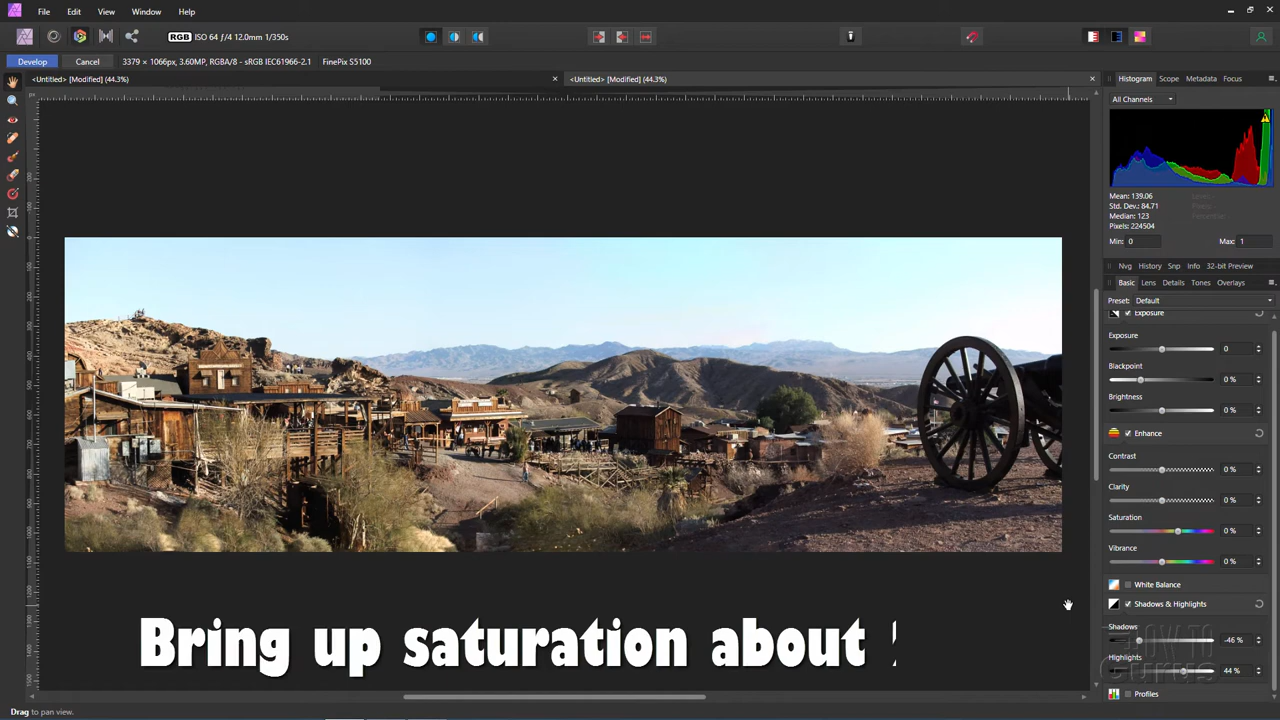 File Edit View Window Help
RGB ISO 64 ƒ/4 12.0mm 1/350s
Develop Cancel 3379 × 1066px, 3.60MP, RGBA/8 - sRGB IEC61966-2.1 FinePix S5100
<Untitled> [Modified] (44.3%) × <Untitled> [Modified] (44.3%) ×
Histogram Scope Metadata Focus
All Channels
Mean: 139.06
Std. Dev.: 84.71
Median: 123
Pixels: 224504
Min: 0 Max: 1
Nvg History Snp Info 32-bit Preview
Basic Lens Details Tones Overlays
Preset: Default
Exposure
Exposure
0
Blackpoint
0 %
Brightness
0 %
Enhance
Contrast
0 %
Clarity
0 %
Saturation
0 %
Vibrance
0 %
White Balance
Shadows & Highlights
Shadows
-46 %
Highlights
44 %
Profiles
Bring up saturation about
HOW TO
GURUS
Drag to pan view.